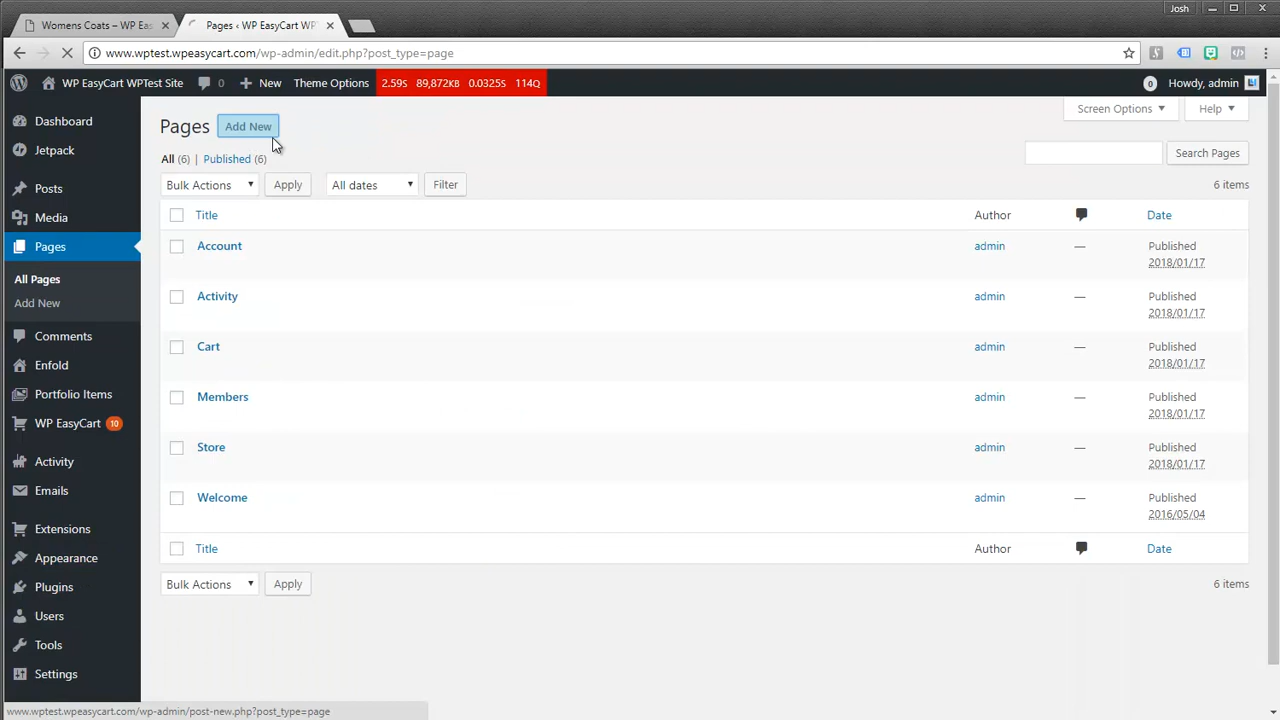 Womens Coats – WP Eas
Pages ‹ WP EasyCart WP
Josh
www.wptest.wpeasycart.com/wp-admin/edit.php?post_type=page
WP EasyCart WPTest Site
0
New
Theme Options
2.59S 89,872KB 0.0325S 114Q
0
Howdy, admin
Dashboard
Jetpack
Posts
Media
Pages
All Pages
Add New
Comments
Enfold
Portfolio Items
WP EasyCart 10
Activity
Emails
Extensions
Appearance
Plugins
Users
Tools
Settings
Pages Add New
Screen Options
Help
All (6) | Published (6)
Search Pages
Bulk Actions Apply All dates Filter
6 items
Title Author Date
Account admin — Published
2018/01/17
Activity admin — Published
2018/01/17
Cart admin — Published
2018/01/17
Members admin — Published
2018/01/17
Store admin — Published
2018/01/17
Welcome admin — Published
2016/05/04
Title Author Date
Bulk Actions Apply
6 items
www.wptest.wpeasycart.com/wp-admin/post-new.php?post_type=page